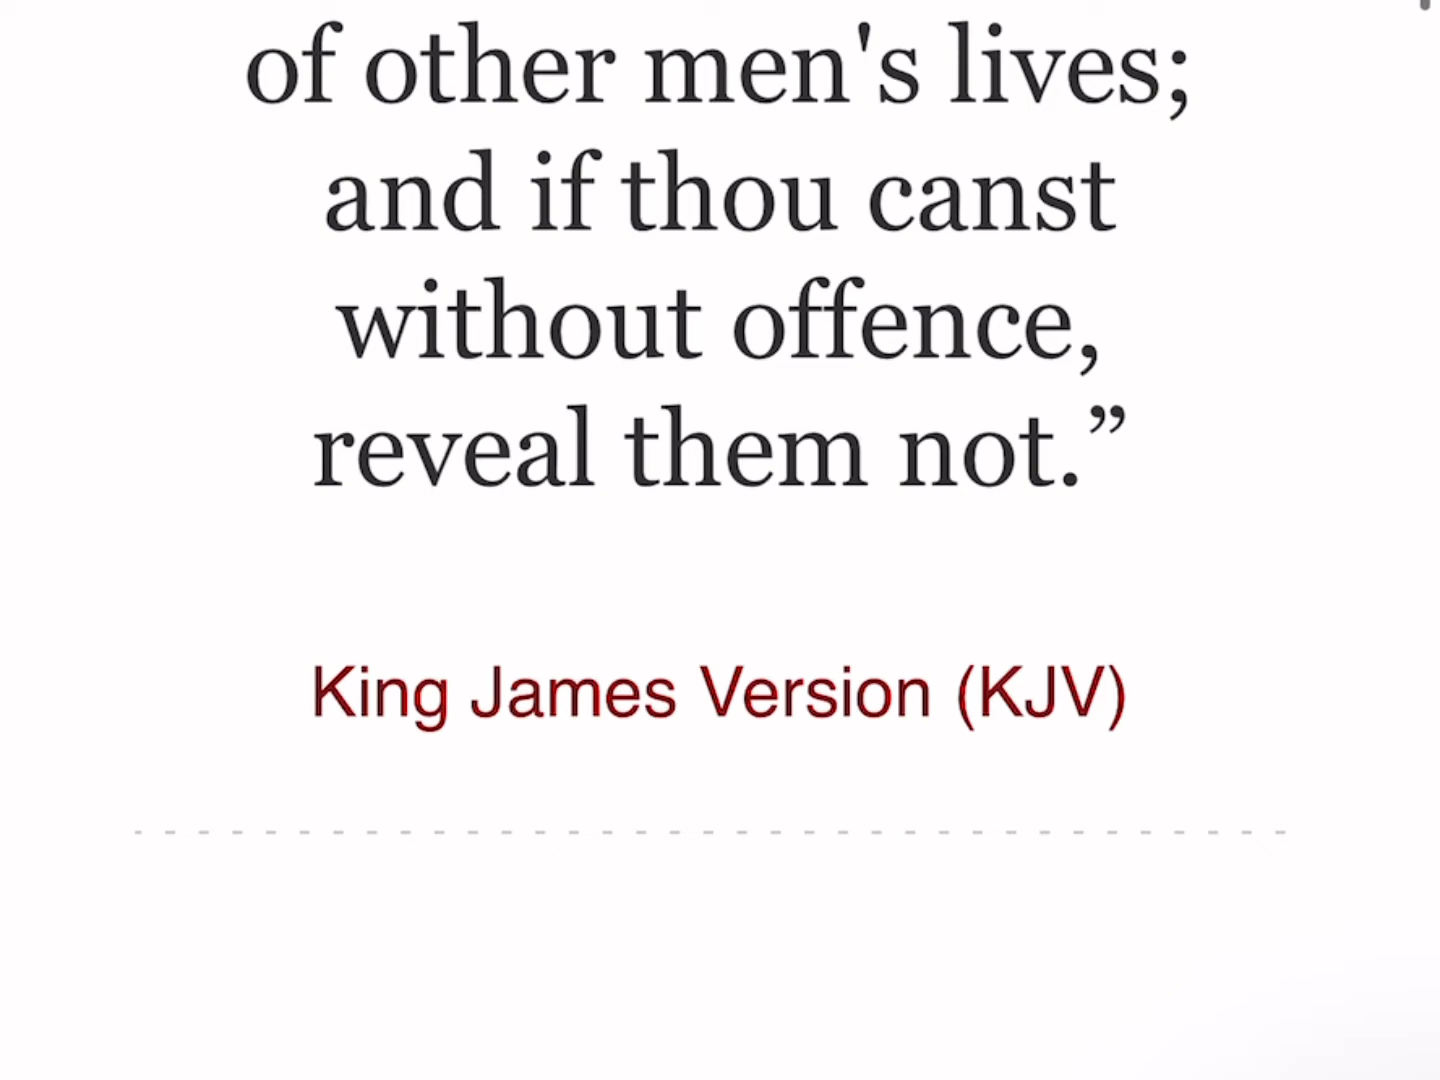 of other men's lives;
and if thou canst
without offence,
reveal them not.”
King James Version (KJV)